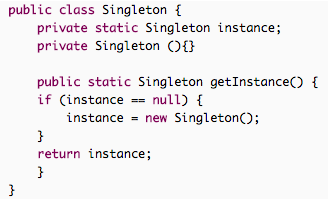 public class Singleton {
    private static Singleton instance;
    private Singleton (){}

    public static Singleton getInstance() {
    if (instance == null) {
        instance = new Singleton();
    }
    return instance;
    }
}